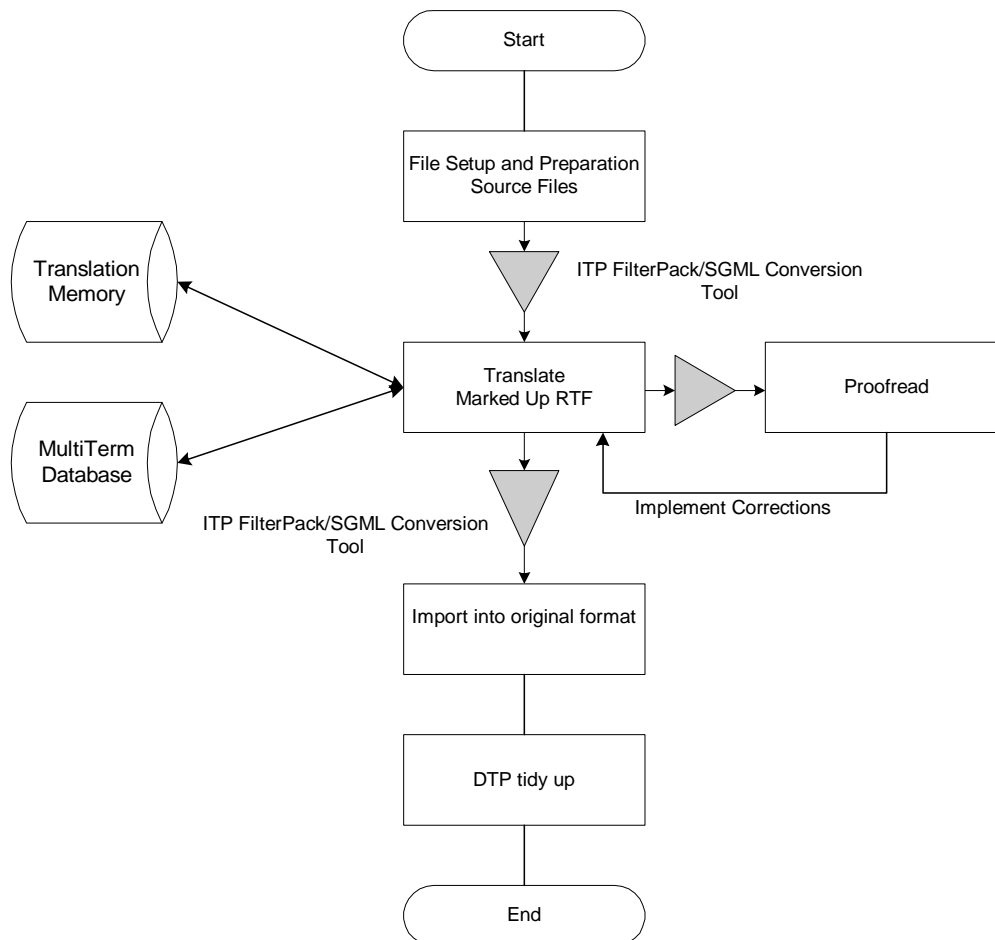 Start
File Setup and Preparation
Source Files
ITP FilterPack/SGML Conversion
Tool
Translation
Memory
Translate
Marked Up RTF
Proofread
MultiTerm
Database
Implement Corrections
ITP FilterPack/SGML Conversion
Tool
Import into original format
DTP tidy up
End